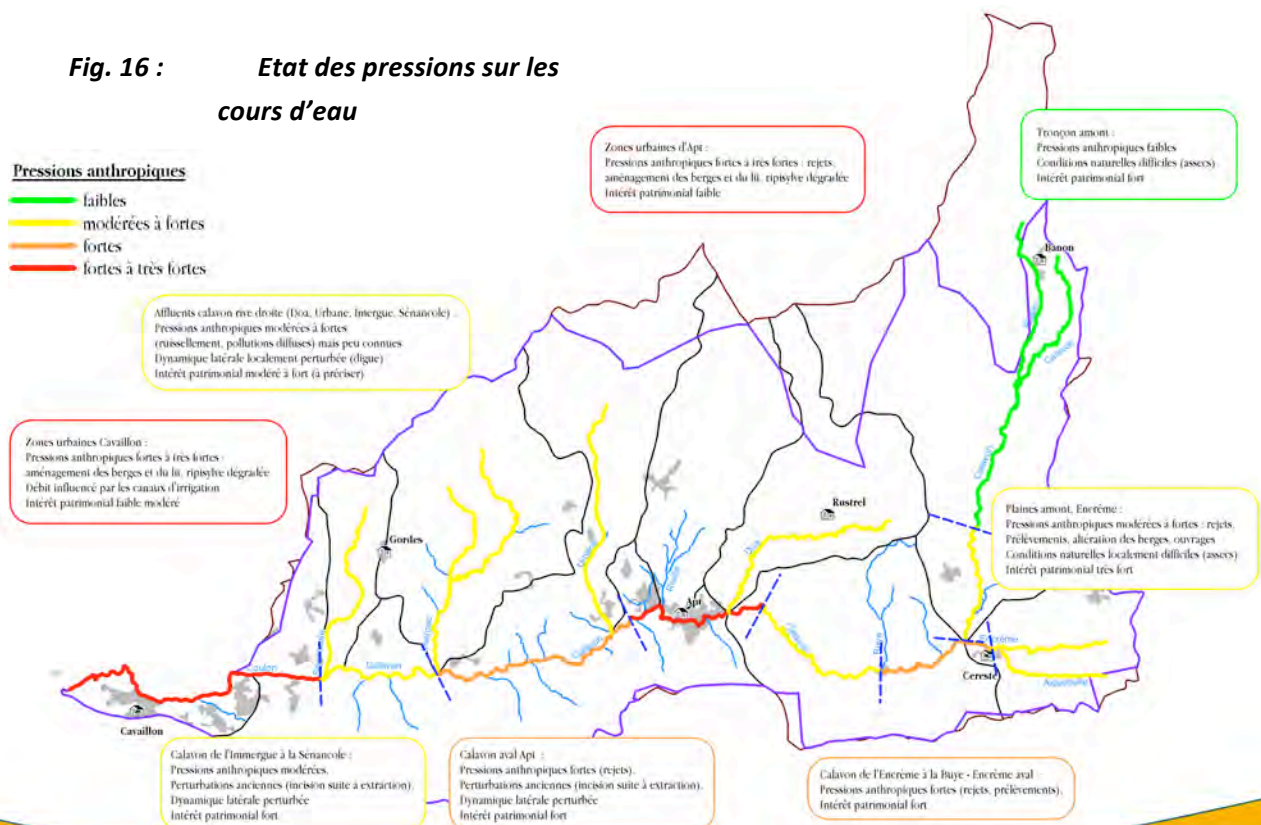 Fig. 16 : Etat des pressions sur les
cours d'eau
Pressions anthropiques
faibles
modérées à fortes
fortes
fortes à très fortes
Zones urbaines d'Apt :
Pressions anthropiques fortes à très fortes : rejets,
aménagement des berges et du lit, ripisylve dégradée
Intérêt patrimonial faible
Tronçon amont :
Pressions anthropiques faibles
Conditions naturelles difficiles (assecs)
Intérêt patrimonial fort
Banon
Affluents calavon rive droite (Doa, Urbane, Imergue, Sénancole)
Pressions anthropiques modérées à fortes
(ruissellement, pollutions diffuses) mais peu connues
Dynamique latérale localement perturbée (digue)
Intérêt patrimonial modéré à fort (à préciser)
Calavon
Zones urbaines Cavaillon :
Pressions anthropiques fortes à très fortes :
aménagement des berges et du lit, ripisylve dégradée
Débit influencé par les canaux d'irrigation
Intérêt patrimonial faible modéré
Calavon
Plaines amont, Encrème :
Pressions anthropiques modérées à fortes : rejets,
Prélèvements, altération des berges, ouvrages
Conditions naturelles localement difficiles (assecs)
Intérêt patrimonial très fort
Rustrel
Gordes
Doa
Apt
Calavon
Buye
Encrème
Cereste
Aiguebelle
Coulon
Calavon
Cavaillon
Calavon de l'Immergue à la Sénancole :
Pressions anthropiques modérées,
Perturbations anciennes (incision suite à extraction).
Dynamique latérale perturbée
Intérêt patrimonial fort
Calavon aval Apt :
Pressions anthropiques fortes (rejets),
Perturbations anciennes (incision suite à extraction).
Dynamique latérale perturbée
Intérêt patrimonial fort
Calavon de l'Encrème à la Buye - Encrème aval
Pressions anthropiques fortes (rejets, prélèvements),
Intérêt patrimonial fort